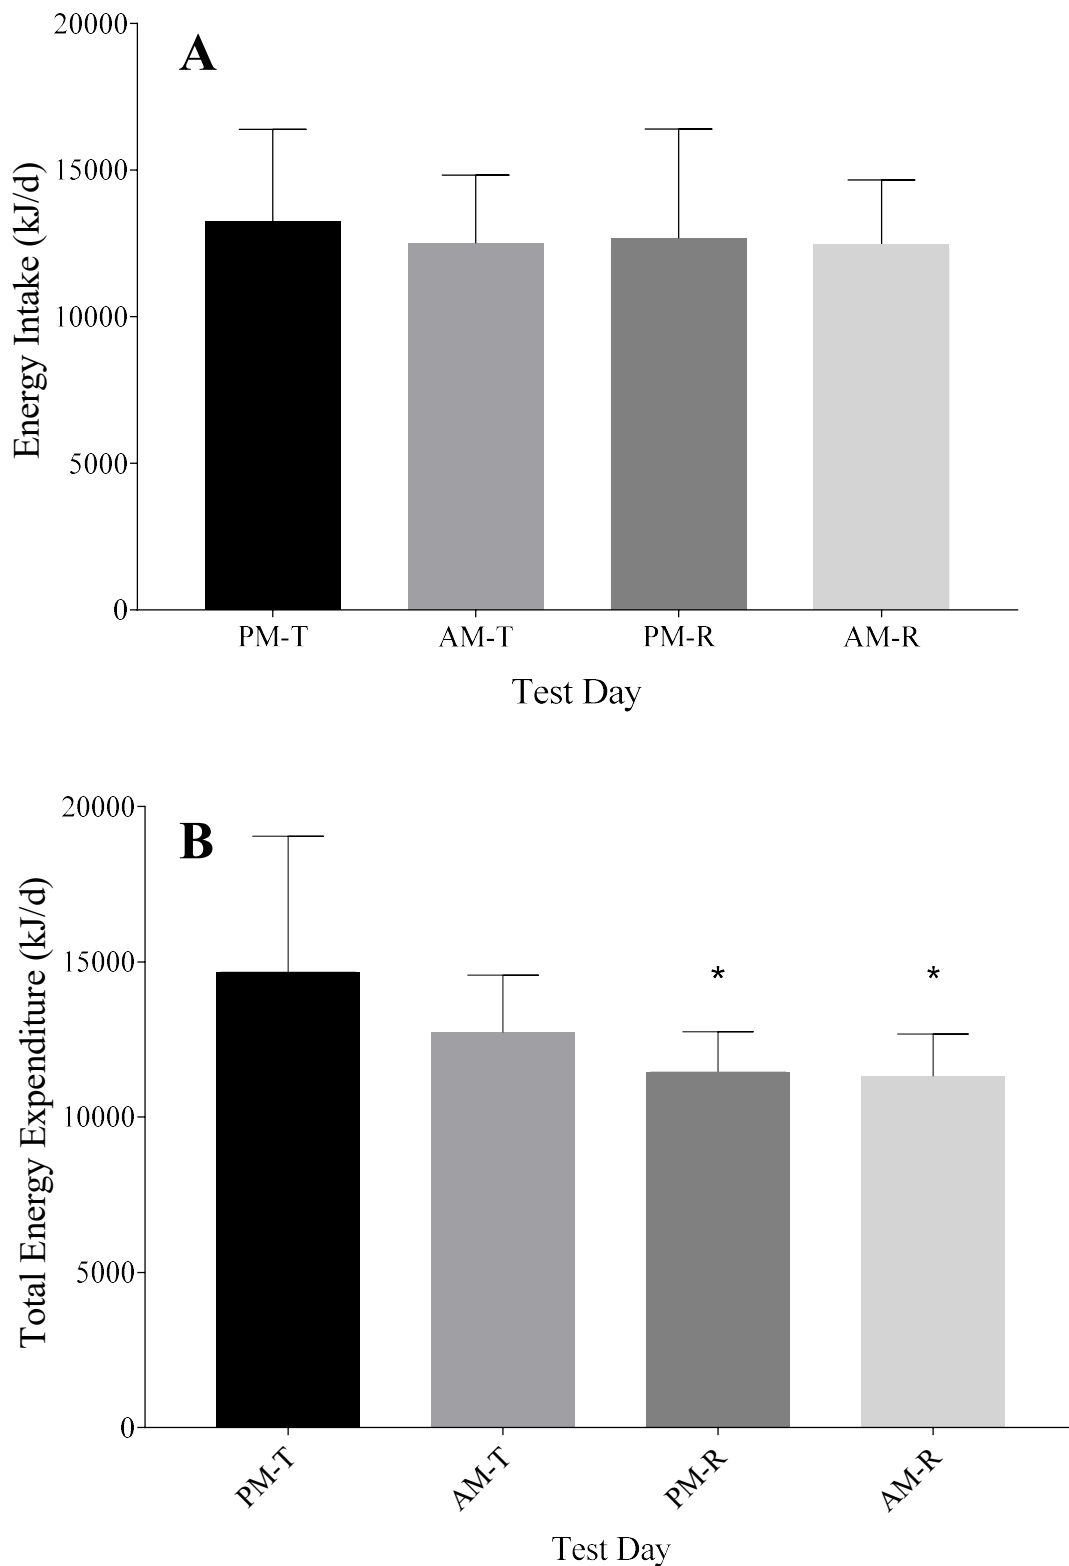 A
Energy Intake (kJ/d)
20000
15000
10000
5000
0
PM-T AM-T PM-R AM-R
Test Day
B
Total Energy Expenditure (kJ/d)
20000
15000
* *
10000
5000
0
PM-T AM-T PM-R AM-R
Test Day